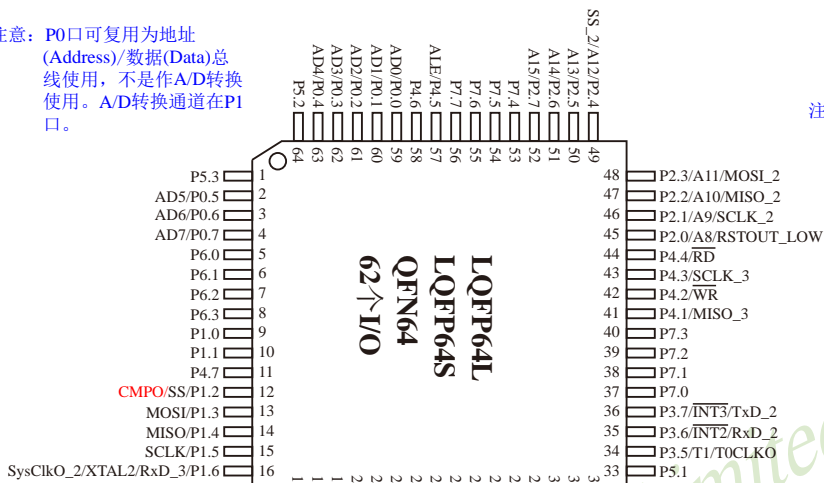 注意：P0口可复用为地址
(Address)/数据(Data)总
线使用，不是作A/D转换
使用。A/D转换通道在P1
口。
注
P5.2
AD4/P0.4
AD3/P0.3
AD2/P0.2
AD1/P0.1
AD0/P0.0
P4.6
ALE/P4.5
P7.7
P7.6
P7.5
P7.4
A15/P2.7
A14/P2.6
A13/P2.5
SS_2/A12/P2.4
64
63
62
61
60
59
58
57
56
55
54
53
52
51
50
49
P5.3 1
AD5/P0.5 2
AD6/P0.6 3
AD7/P0.7 4
P6.0 5
P6.1 6
P6.2 7
P6.3 8
P1.0 9
P1.1 10
P4.7 11
CMPO/SS/P1.2 12
MOSI/P1.3 13
MISO/P1.4 14
SCLK/P1.5 15
SysClkO_2/XTAL2/RxD_3/P1.6 16
LQFP64L
LQFP64S
QFN64
62个I/O
48 P2.3/A11/MOSI_2
47 P2.2/A10/MISO_2
46 P2.1/A9/SCLK_2
45 P2.0/A8/RSTOUT_LOW
44 P4.4/RD
43 P4.3/SCLK_3
42 P4.2/WR
41 P4.1/MISO_3
40 P7.3
39 P7.2
38 P7.1
37 P7.0
36 P3.7/INT3/TxD_2
35 P3.6/INT2/RxD_2
34 P3.5/T1/T0CLKO
33 P5.1